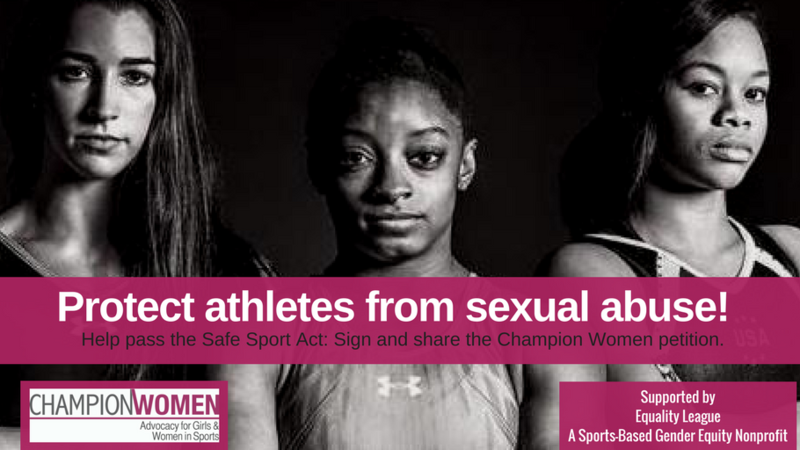 Protect athletes from sexual abuse!
Help pass the Safe Sport Act: Sign and share the Champion Women petition.
USA
CHAMPIONWOMEN
Advocacy for Girls &
Women in Sports
Supported by
Equality League
A Sports-Based Gender Equity Nonprofit